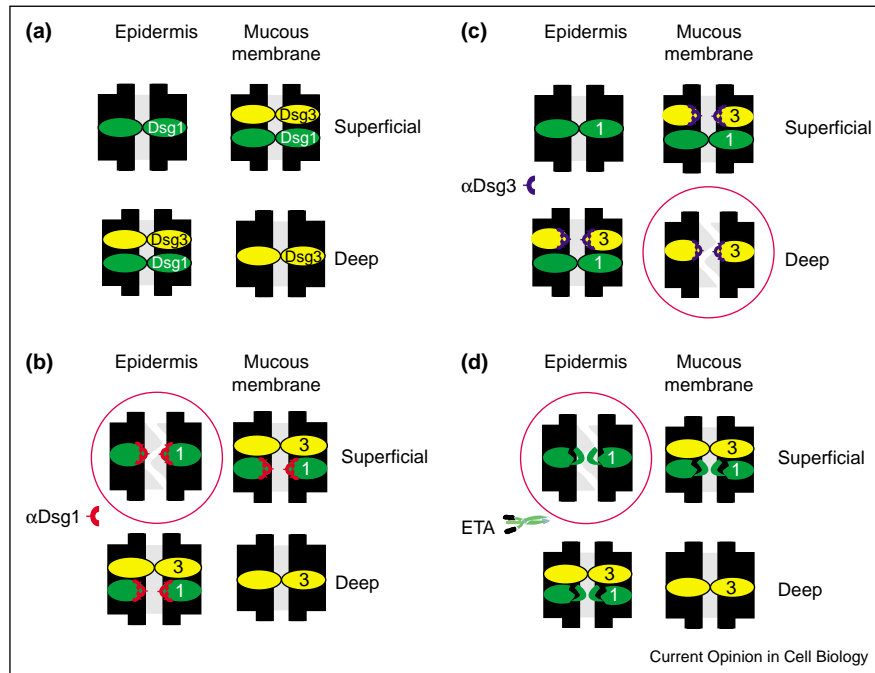 (a)
Epidermis
Mucous
membrane
Dsg1
Dsg3
Dsg1
Superficial
Dsg3
Dsg1
Dsg3
Deep
(b)
Epidermis
Mucous
membrane
1
3
1
Superficial
αDsg1
3
1
3
Deep
(c)
Epidermis
Mucous
membrane
1
3
1
Superficial
αDsg3
3
1
3
Deep
(d)
Epidermis
Mucous
membrane
1
3
1
Superficial
ETA
3
1
3
Deep
Current Opinion in Cell Biology